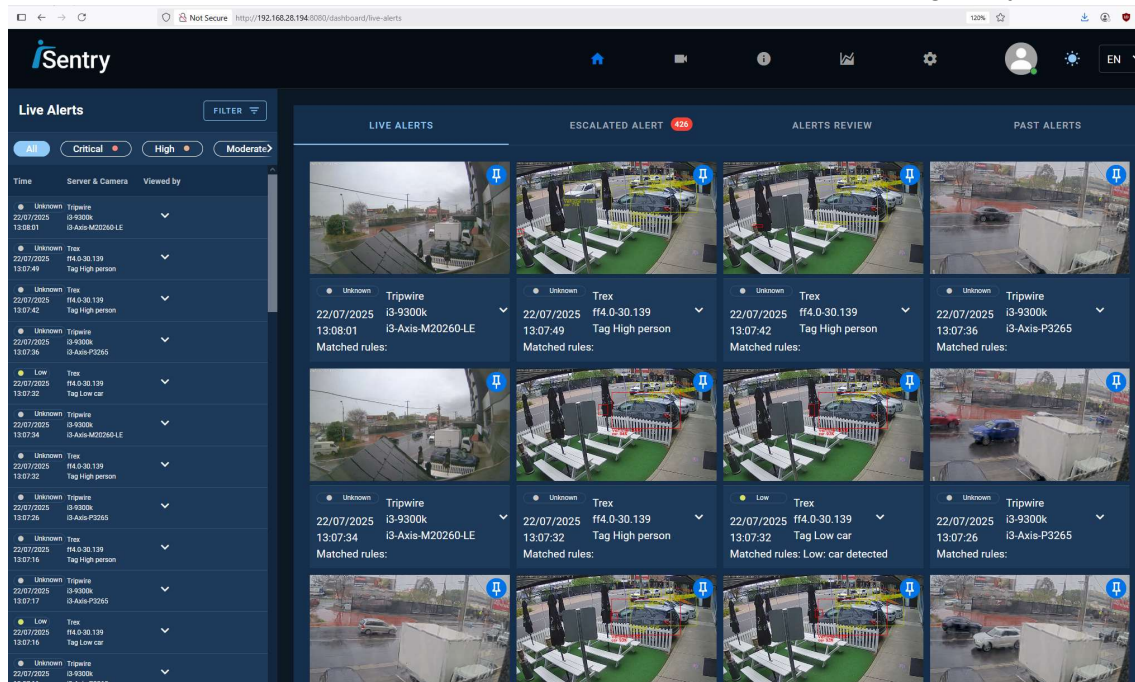 Not Secure http://192.168.28.194:8080/dashboard/live-alerts 120%
iSentry
EN
Live Alerts FILTER
All Critical High Moderate
Time Server & Camera Viewed by
Unknown Tripwire
22/07/2025 i3-9300k
13:08:01 i3-Axis-M20260-LE
Unknown Trex
22/07/2025 ff4.0-30.139
13:07:49 Tag High person
Unknown Trex
22/07/2025 ff4.0-30.139
13:07:42 Tag High person
Unknown Tripwire
22/07/2025 i3-9300k
13:07:36 i3-Axis-P3265
Low Trex
22/07/2025 ff4.0-30.139
13:07:32 Tag Low car
Unknown Tripwire
22/07/2025 i3-9300k
13:07:34 i3-Axis-M20260-LE
Unknown Trex
22/07/2025 ff4.0-30.139
13:07:32 Tag High person
Unknown Tripwire
22/07/2025 i3-9300k
13:07:26 i3-Axis-P3265
Unknown Trex
22/07/2025 ff4.0-30.139
13:07:16 Tag High person
Unknown Tripwire
22/07/2025 i3-9300k
13:07:17 i3-Axis-P3265
Low Trex
22/07/2025 ff4.0-30.139
13:07:16 Tag Low car
Unknown Tripwire
22/07/2025 i3-9300k
LIVE ALERTS ESCALATED ALERT 426 ALERTS REVIEW PAST ALERTS
Unknown Tripwire
22/07/2025 i3-9300k
13:08:01 i3-Axis-M20260-LE
Matched rules:
Unknown Trex
22/07/2025 ff4.0-30.139
13:07:49 Tag High person
Matched rules:
Unknown Trex
22/07/2025 ff4.0-30.139
13:07:42 Tag High person
Matched rules:
Unknown Tripwire
22/07/2025 i3-9300k
13:07:36 i3-Axis-P3265
Matched rules:
Unknown Tripwire
22/07/2025 i3-9300k
13:07:34 i3-Axis-M20260-LE
Matched rules:
Unknown Trex
22/07/2025 ff4.0-30.139
13:07:32 Tag High person
Matched rules:
Low Trex
22/07/2025 ff4.0-30.139
13:07:32 Tag Low car
Matched rules: Low: car detected
Unknown Tripwire
22/07/2025 i3-9300k
13:07:26 i3-Axis-P3265
Matched rules: